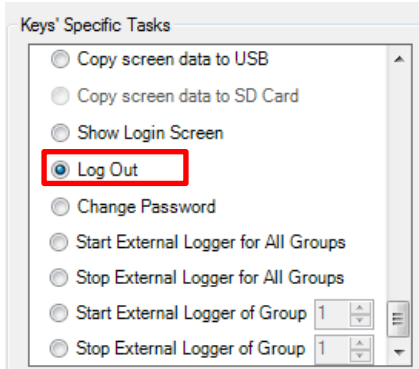 Keys' Specific Tasks
Copy screen data to USB
Copy screen data to SD Card
Show Login Screen
Log Out
Change Password
Start External Logger for All Groups
Stop External Logger for All Groups
Start External Logger of Group 1
Stop External Logger of Group 1